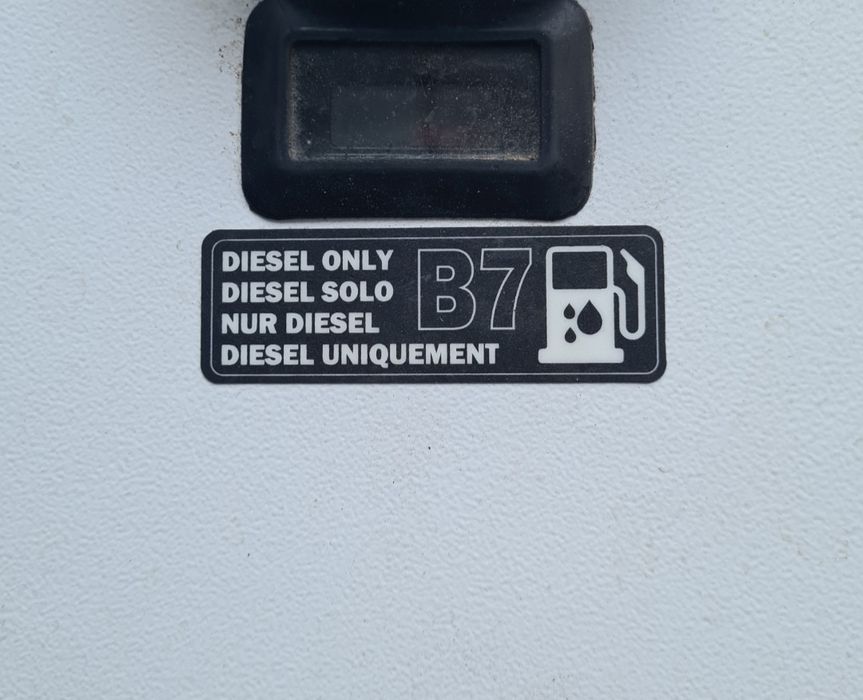 DIESEL ONLY
DIESEL SOLO
NUR DIESEL
DIESEL UNIQUEMENT
B7